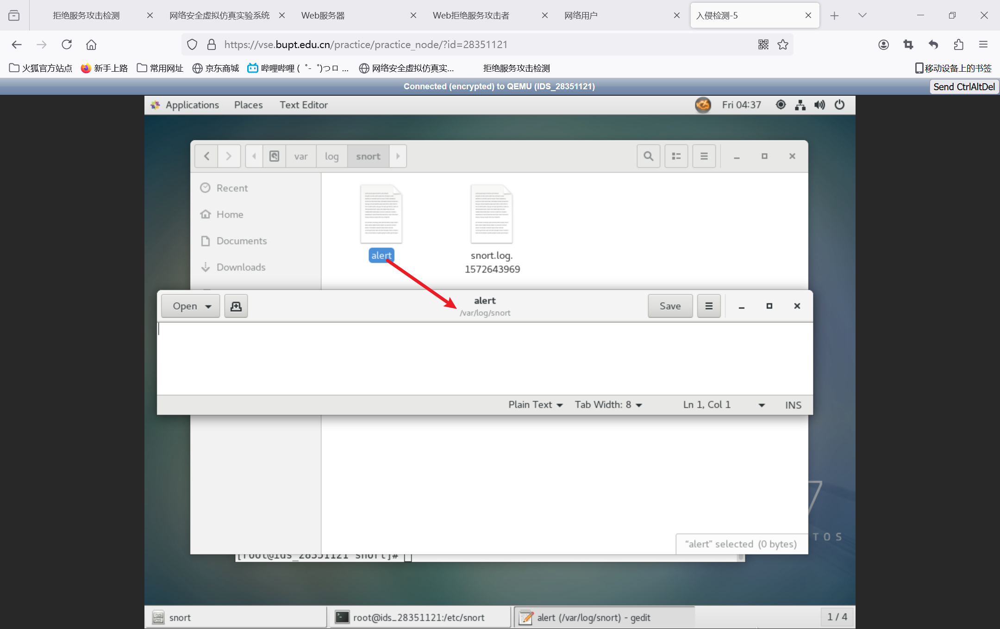 拒绝服务攻击检测
网络安全虚拟仿真实验系统
Web服务器
Web拒绝服务攻击者
网络用户
入侵检测-5
https://vse.bupt.edu.cn/practice/practice_node/?id=28351121
火狐官方站点
新手上路
常用网址
京东商城
哔哩哔哩 (゜-゜)つロ ...
网络安全虚拟仿真实...
拒绝服务攻击检测
移动设备上的书签
Connected (encrypted) to QEMU (IDS_28351121)
Send CtrlAltDel
Applications Places Text Editor
Fri 04:37
var log snort
Recent
Home
Documents
Downloads
alert
snort.log.
1572643969
Open
alert
/var/log/snort
Save
Plain Text Tab Width: 8 Ln 1, Col 1 INS
7
TOS
"alert" selected (0 bytes)
[root@ids_28351121 snort]#
snort
root@ids_28351121:/etc/snort
alert (/var/log/snort) - gedit
1 / 4